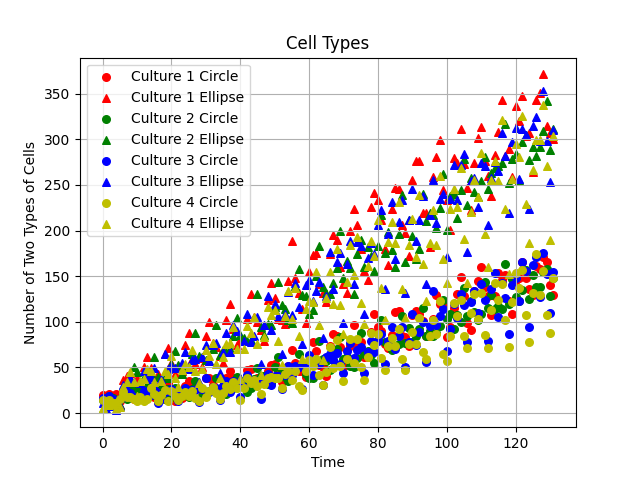 Cell Types
Number of Two Types of Cells
350
300
250
200
150
100
50
0
Culture 1 Circle
Culture 1 Ellipse
Culture 2 Circle
Culture 2 Ellipse
Culture 3 Circle
Culture 3 Ellipse
Culture 4 Circle
Culture 4 Ellipse
0 20 40 60 80 100 120
Time